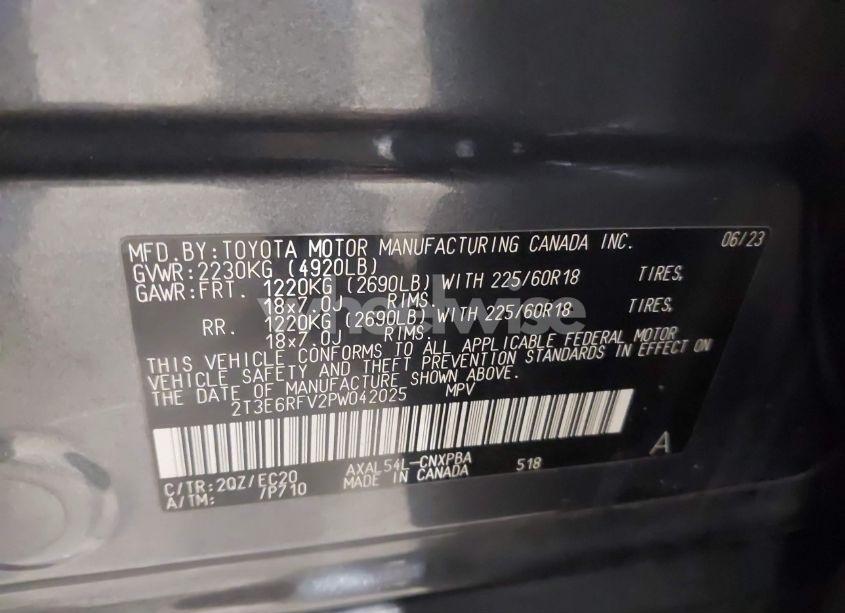 MFD.BY:TOYOTA MOTOR MANUFACTURING CANADA INC. 06/23
GVWR:2230KG (4920LB)
GAWR:FRT. 1220KG (2690LB) WITH 225/60R18 TIRES,
18x7.0J RIMS.
RR. 1220KG (2690LB) WITH 225/60R18 TIRES,
18x7.0J RIMS.
wheelwise
THIS VEHICLE CONFORMS TO ALL APPLICABLE FEDERAL MOTOR
VEHICLE SAFETY AND THEFT PREVENTION STANDARDS IN EFFECT ON
THE DATE OF MANUFACTURE SHOWN ABOVE.
2T3E6RFV2PW042025 MPV
C/TR:2QZ/EC20 AXAL54L-CNXPBA 518 A
A/TM: 7P710 MADE IN CANADA